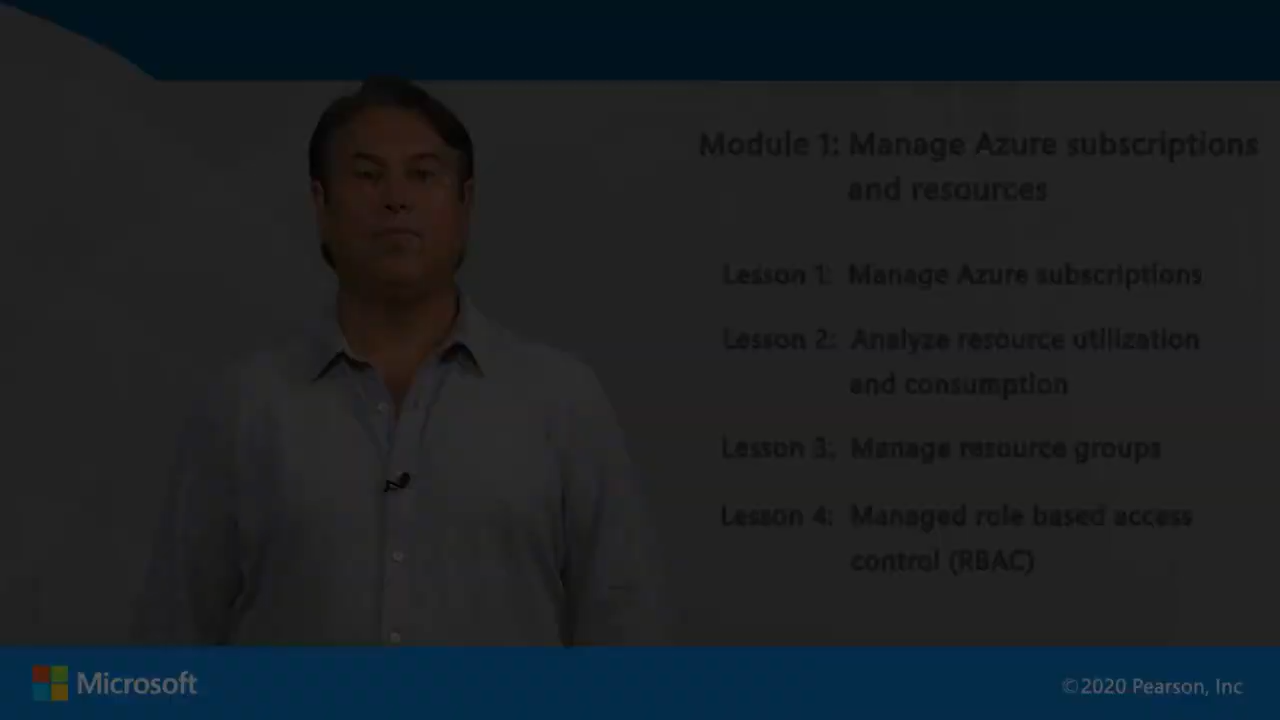 Module 1: Manage Azure subscriptions
and resources
Lesson 1: Manage Azure subscriptions
Lesson 2: Analyze resource utilization
and consumption
Lesson 3: Manage resource groups
Lesson 4: Managed role based access
control (RBAC)
Microsoft
©2020 Pearson, Inc